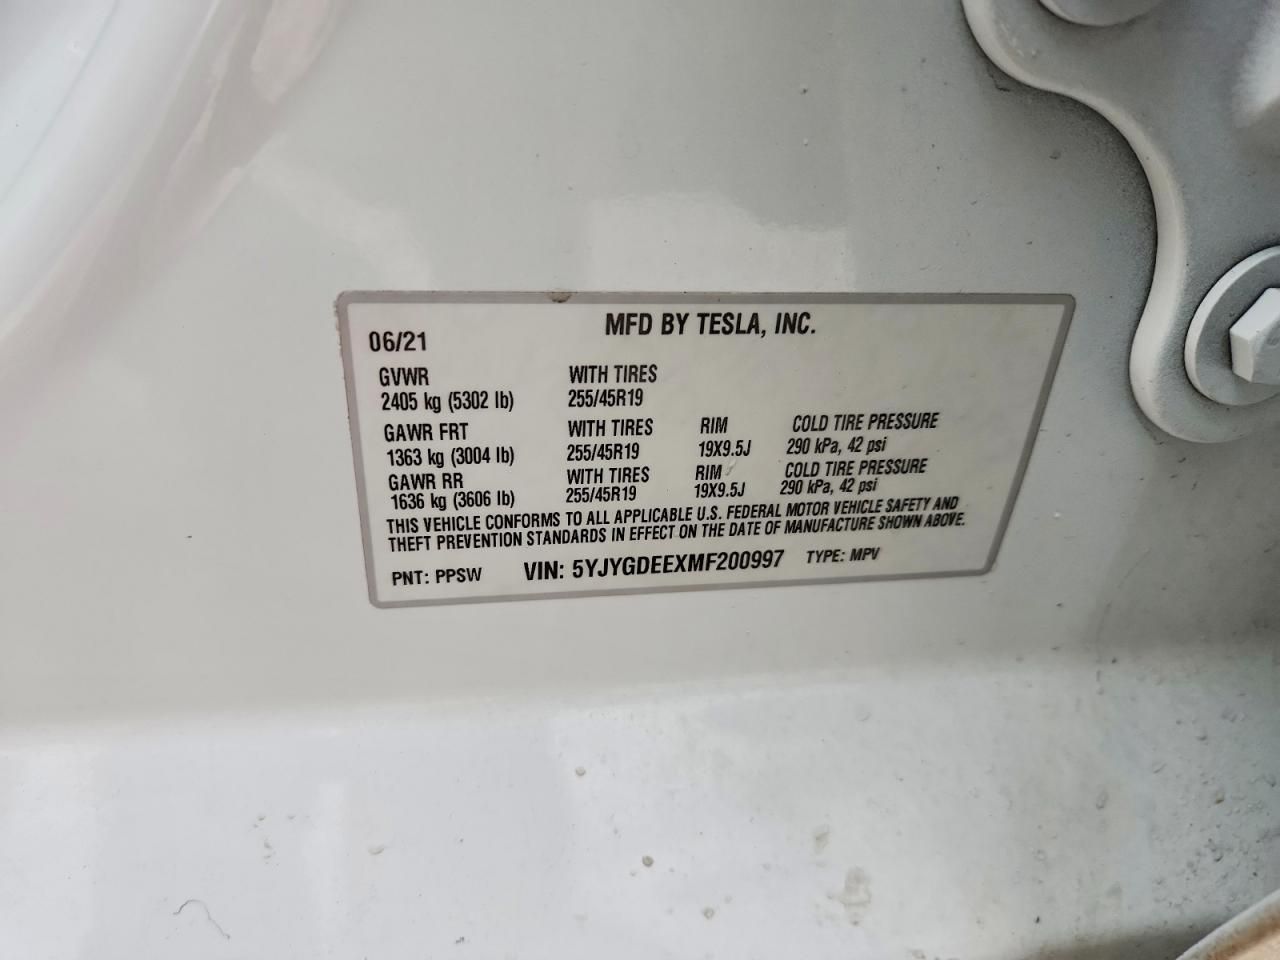 MFD BY TESLA, INC.
06/21
GVWR WITH TIRES
2405 kg (5302 lb) 255/45R19
GAWR FRT WITH TIRES RIM COLD TIRE PRESSURE
1363 kg (3004 lb) 255/45R19 19X9.5J 290 kPa, 42 psi
GAWR RR WITH TIRES RIM COLD TIRE PRESSURE
1636 kg (3606 lb) 255/45R19 19X9.5J 290 kPa, 42 psi
THIS VEHICLE CONFORMS TO ALL APPLICABLE U.S. FEDERAL MOTOR VEHICLE SAFETY AND
THEFT PREVENTION STANDARDS IN EFFECT ON THE DATE OF MANUFACTURE SHOWN ABOVE.
PNT: PPSW VIN: 5YJYGDEEXMF200997 TYPE: MPV